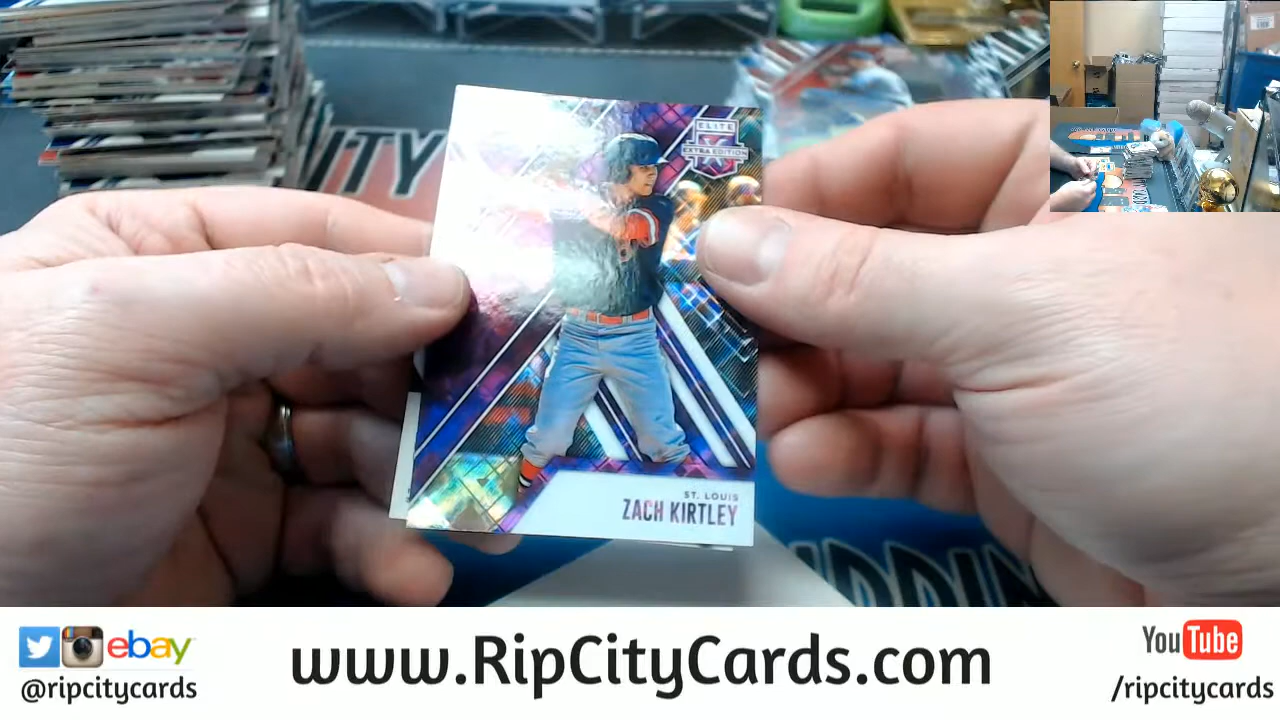 ITY
ELITE
EXTRA EDITION
ST. LOUIS
ZACH KIRTLEY
ebay
@ripcitycards
www.RipCityCards.com
YouTube
/ripcitycards